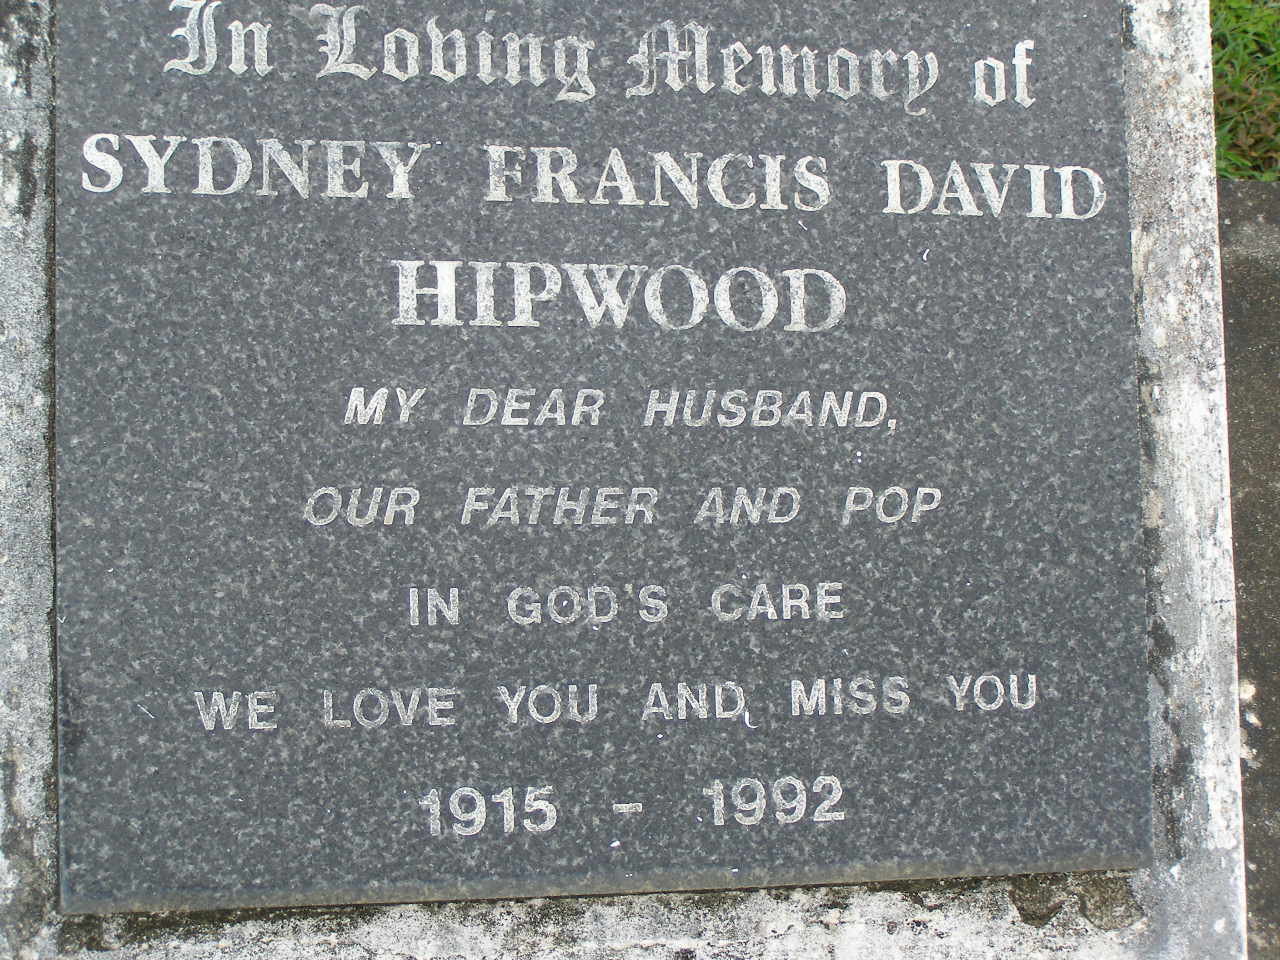 In Loving Memory of
SYDNEY FRANCIS DAVID
HIPWOOD
MY DEAR HUSBAND,
OUR FATHER AND POP
IN GOD'S CARE
WE LOVE YOU AND MISS YOU
1915 - 1992